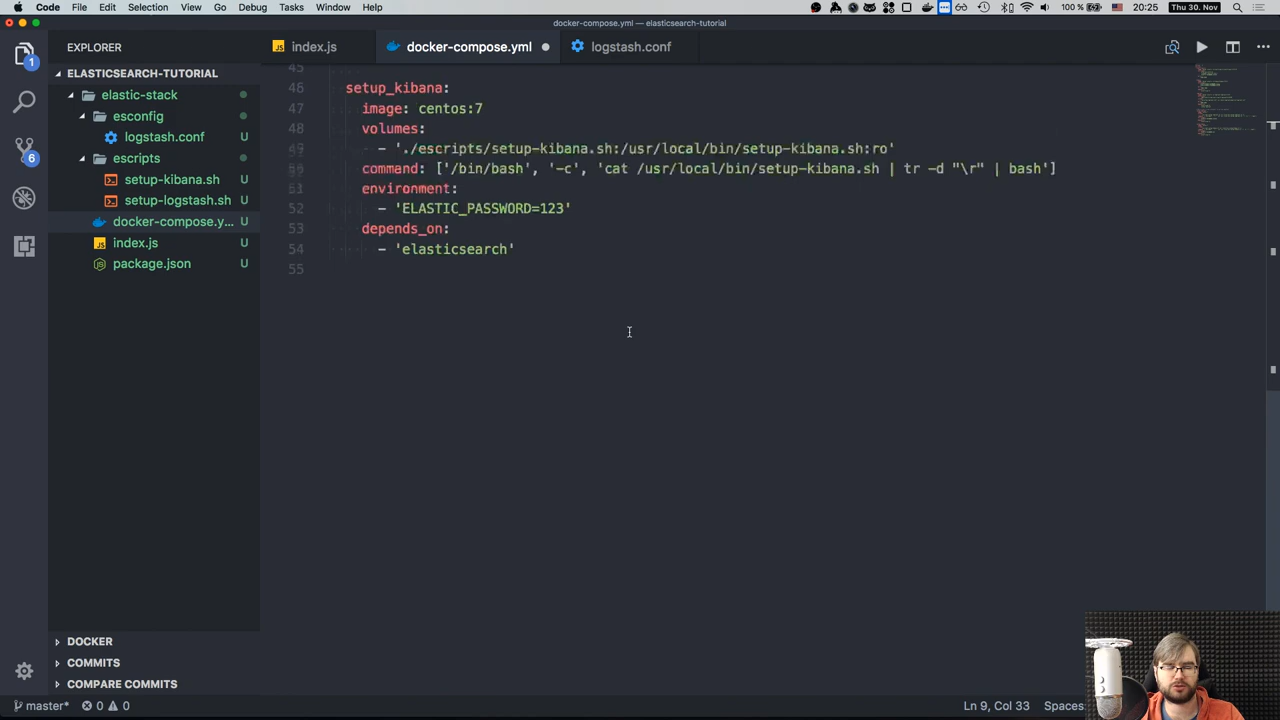 Code File Edit Selection View Go Debug Tasks Window Help 100 % 20:25 Thu 30. Nov
docker-compose.yml — elasticsearch-tutorial
EXPLORER
index.js
docker-compose.yml
logstash.conf
1
ELASTICSEARCH-TUTORIAL
elastic-stack
esconfig
logstash.conf U
6
escripts
setup-kibana.sh U
setup-logstash.sh U
docker-compose.y... U
JS index.js U
package.json U
45
46 setup_kibana:
47 image: centos:7
48 volumes:
49 - './escripts/setup-kibana.sh:/usr/local/bin/setup-kibana.sh:ro'
50 command: ['/bin/bash', '-c', 'cat /usr/local/bin/setup-kibana.sh | tr -d "\r" | bash']
51 environment:
52 - 'ELASTIC_PASSWORD=123'
53 depends_on:
54 - 'elasticsearch'
55
DOCKER
COMMITS
COMPARE COMMITS
master* 0 0
Ln 9, Col 33 Spaces: